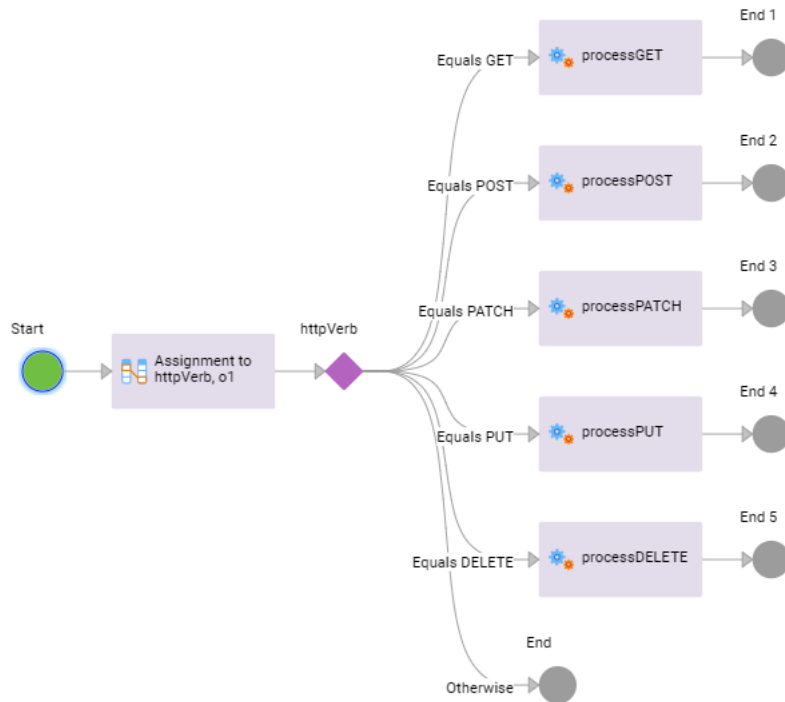 End 1
Equals GET
processGET
End 2
Equals POST
processPOST
End 3
Equals PATCH
processPATCH
Start
httpVerb
Assignment to
httpVerb, o1
End 4
Equals PUT
processPUT
End 5
Equals DELETE
processDELETE
End
Otherwise